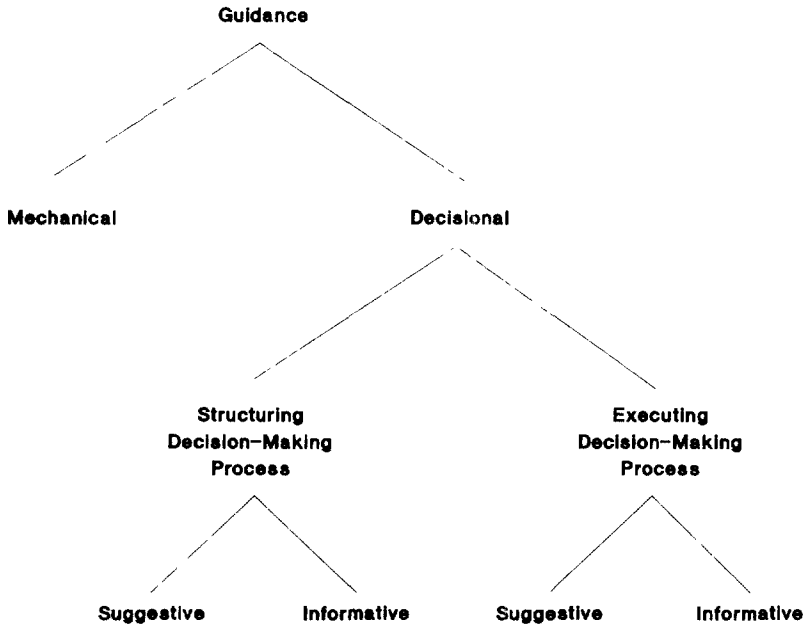 Guidance
Mechanical
Decisional
Structuring
Decision-Making
Process
Executing
Decision-Making
Process
Suggestive
Informative
Suggestive
Informative